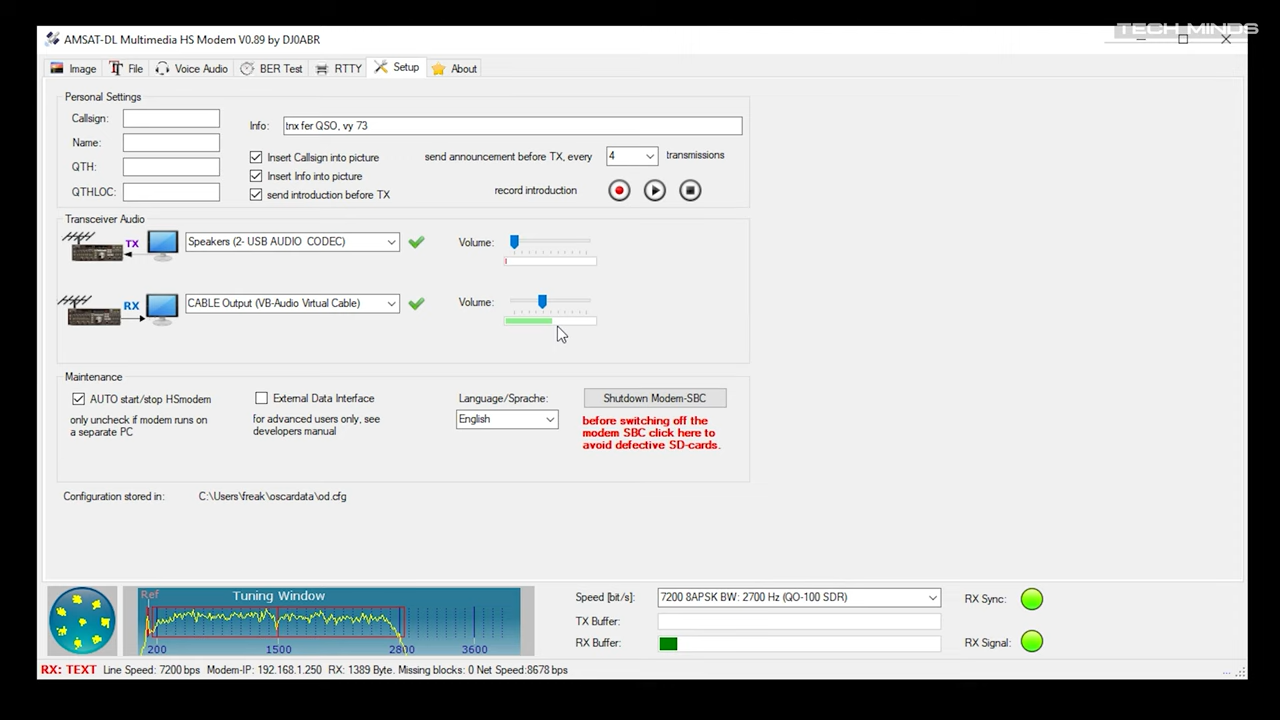 TECH MINDS
AMSAT-DL Multimedia HS Modem V0.89 by DJ0ABR
Image File Voice Audio BER Test RTTY Setup About
Personal Settings
Callsign:
Name:
QTH:
QTHLOC:
Info: tnx fer QSO, vy 73
Insert Callsign into picture
Insert Info into picture
send introduction before TX
send announcement before TX, every 4 transmissions
record introduction
Transceiver Audio
TX Speakers (2- USB AUDIO CODEC) Volume:
RX CABLE Output (VB-Audio Virtual Cable) Volume:
Maintenance
AUTO start/stop HSmodem
only uncheck if modem runs on
a separate PC
External Data Interface
for advanced users only, see
developers manual
Language/Sprache:
English
Shutdown Modem-SBC
before switching off the
modem SBC click here to
avoid defective SD-cards.
Configuration stored in: C:\Users\freak\oscardata\od.cfg
Ref Tuning Window
200 1500 2800 3600
Speed [bit/s]: 7200 8APSK BW: 2700 Hz (QO-100 SDR)
TX Buffer:
RX Buffer:
RX Sync:
RX Signal:
RX: TEXT Line Speed: 7200 bps Modem-IP: 192.168.1.250 RX: 1389 Byte. Missing blocks: 0 Net Speed:8678 bps